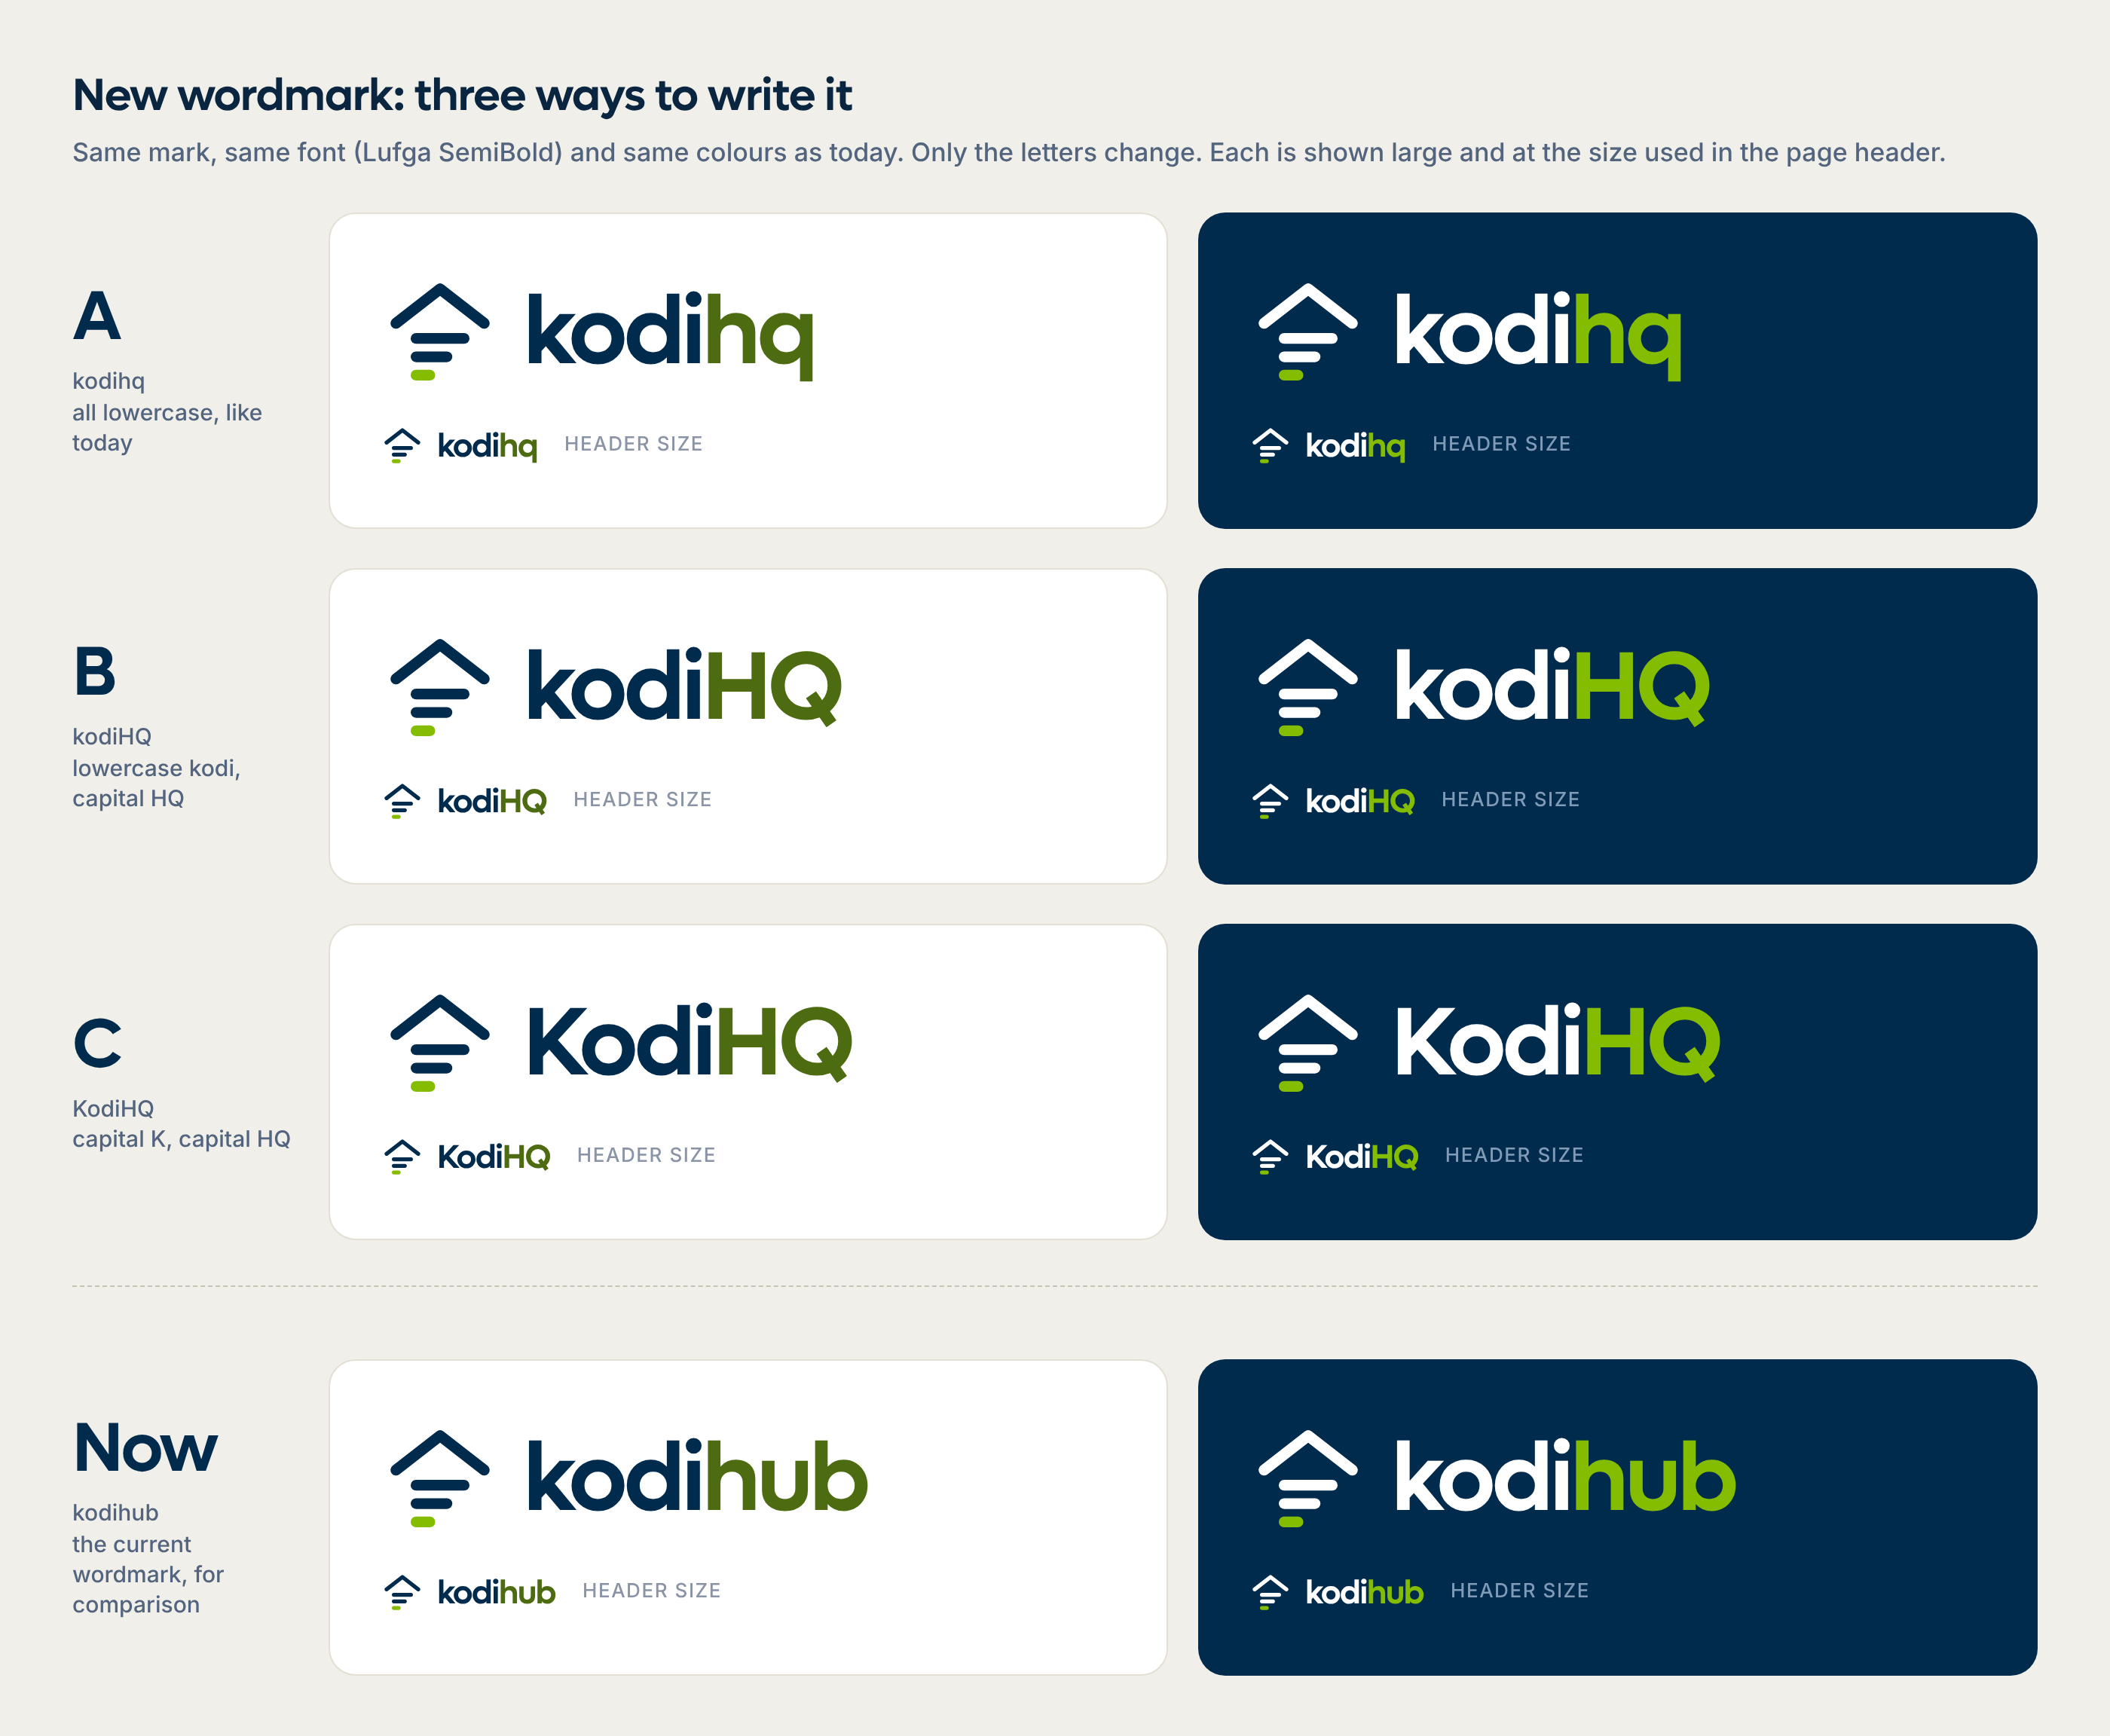 New wordmark: three ways to write it
Same mark, same font (Lufga SemiBold) and same colours as today. Only the letters change. Each is shown large and at the size used in the page header.
A
kodihq
all lowercase, like
today
kodihq
kodihq HEADER SIZE
kodihq
kodihq HEADER SIZE
B
kodiHQ
lowercase kodi,
capital HQ
kodiHQ
kodiHQ HEADER SIZE
kodiHQ
kodiHQ HEADER SIZE
C
KodiHQ
capital K, capital HQ
KodiHQ
KodiHQ HEADER SIZE
KodiHQ
KodiHQ HEADER SIZE
Now
kodihub
the current
wordmark, for
comparison
kodihub
kodihub HEADER SIZE
kodihub
kodihub HEADER SIZE